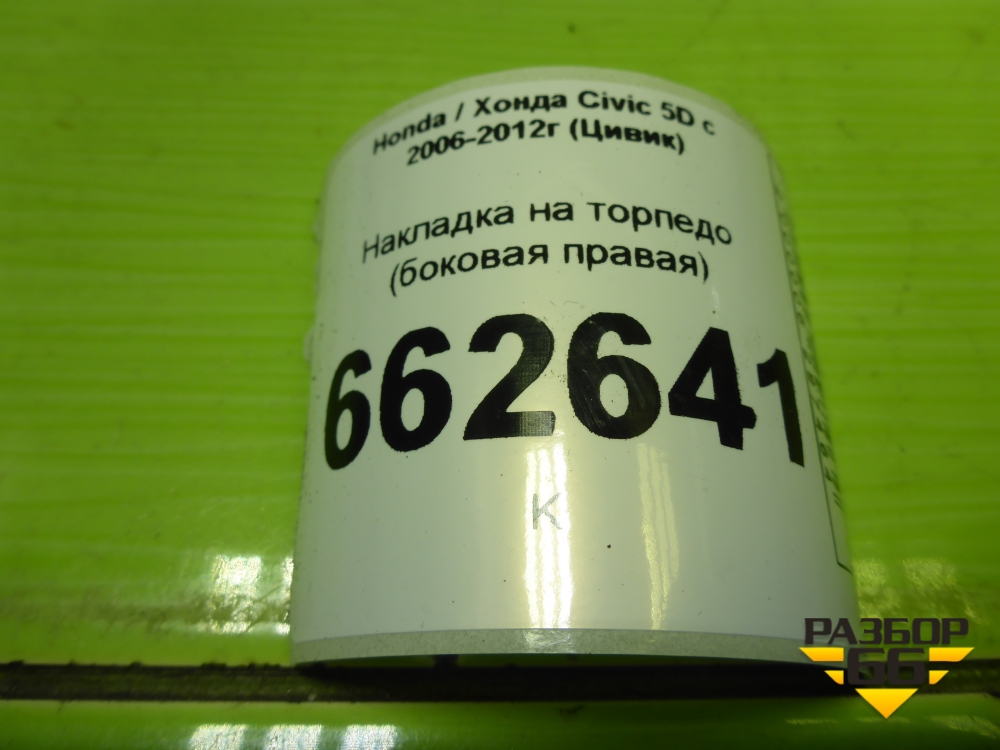 Honda / Хонда Civic 5D с
2006-2012г (Цивик)
Накладка на торпедо
(боковая правая)
662641
К
РАЗБОР
66